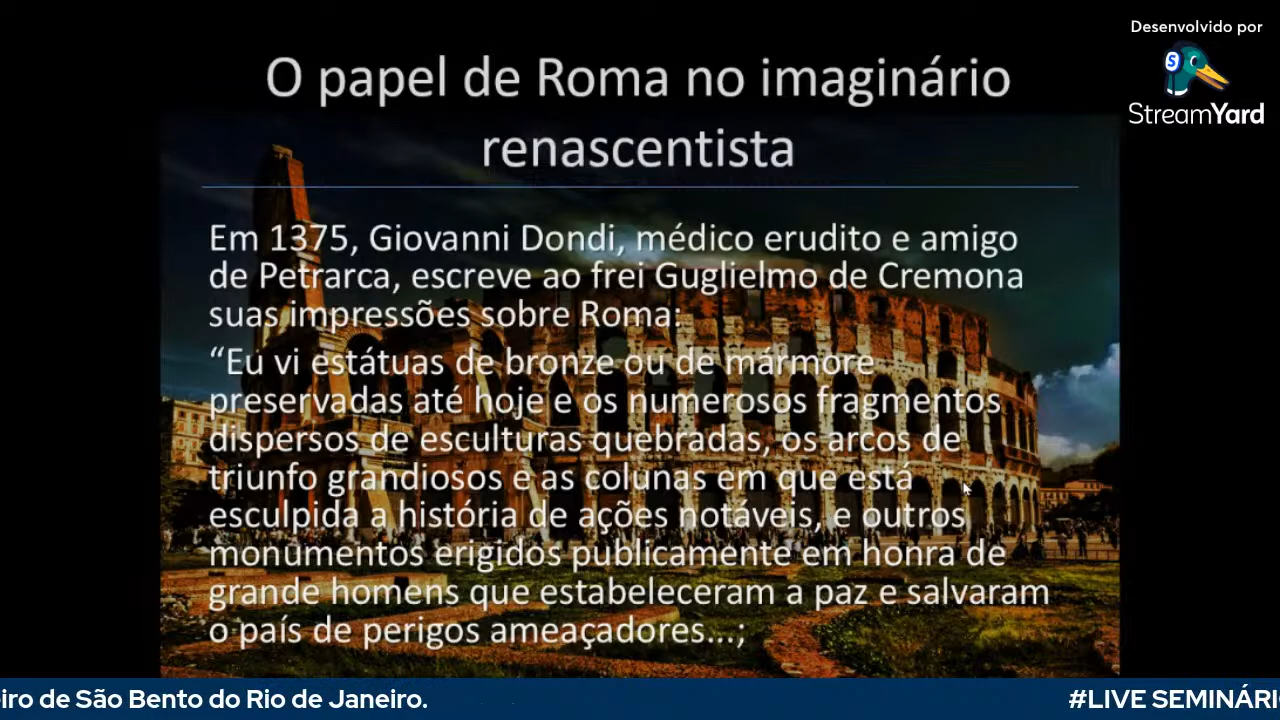 Desenvolvido por
StreamYard
O papel de Roma no imaginário
renascentista
Em 1375, Giovanni Dondi, médico erudito e amigo
de Petrarca, escreve ao frei Guglielmo de Cremona
suas impressões sobre Roma:
“Eu vi estátuas de bronze ou de mármore
preservadas até hoje e os numerosos fragmentos
dispersos de esculturas quebradas, os arcos de
triunfo grandiosos e as colunas em que está
esculpida a história de ações notáveis, e outros
monumentos erigidos publicamente em honra de
grande homens que estabeleceram a paz e salvaram
o país de perigos ameaçadores...;
eiro de São Bento do Rio de Janeiro.
#LIVE SEMINÁRI